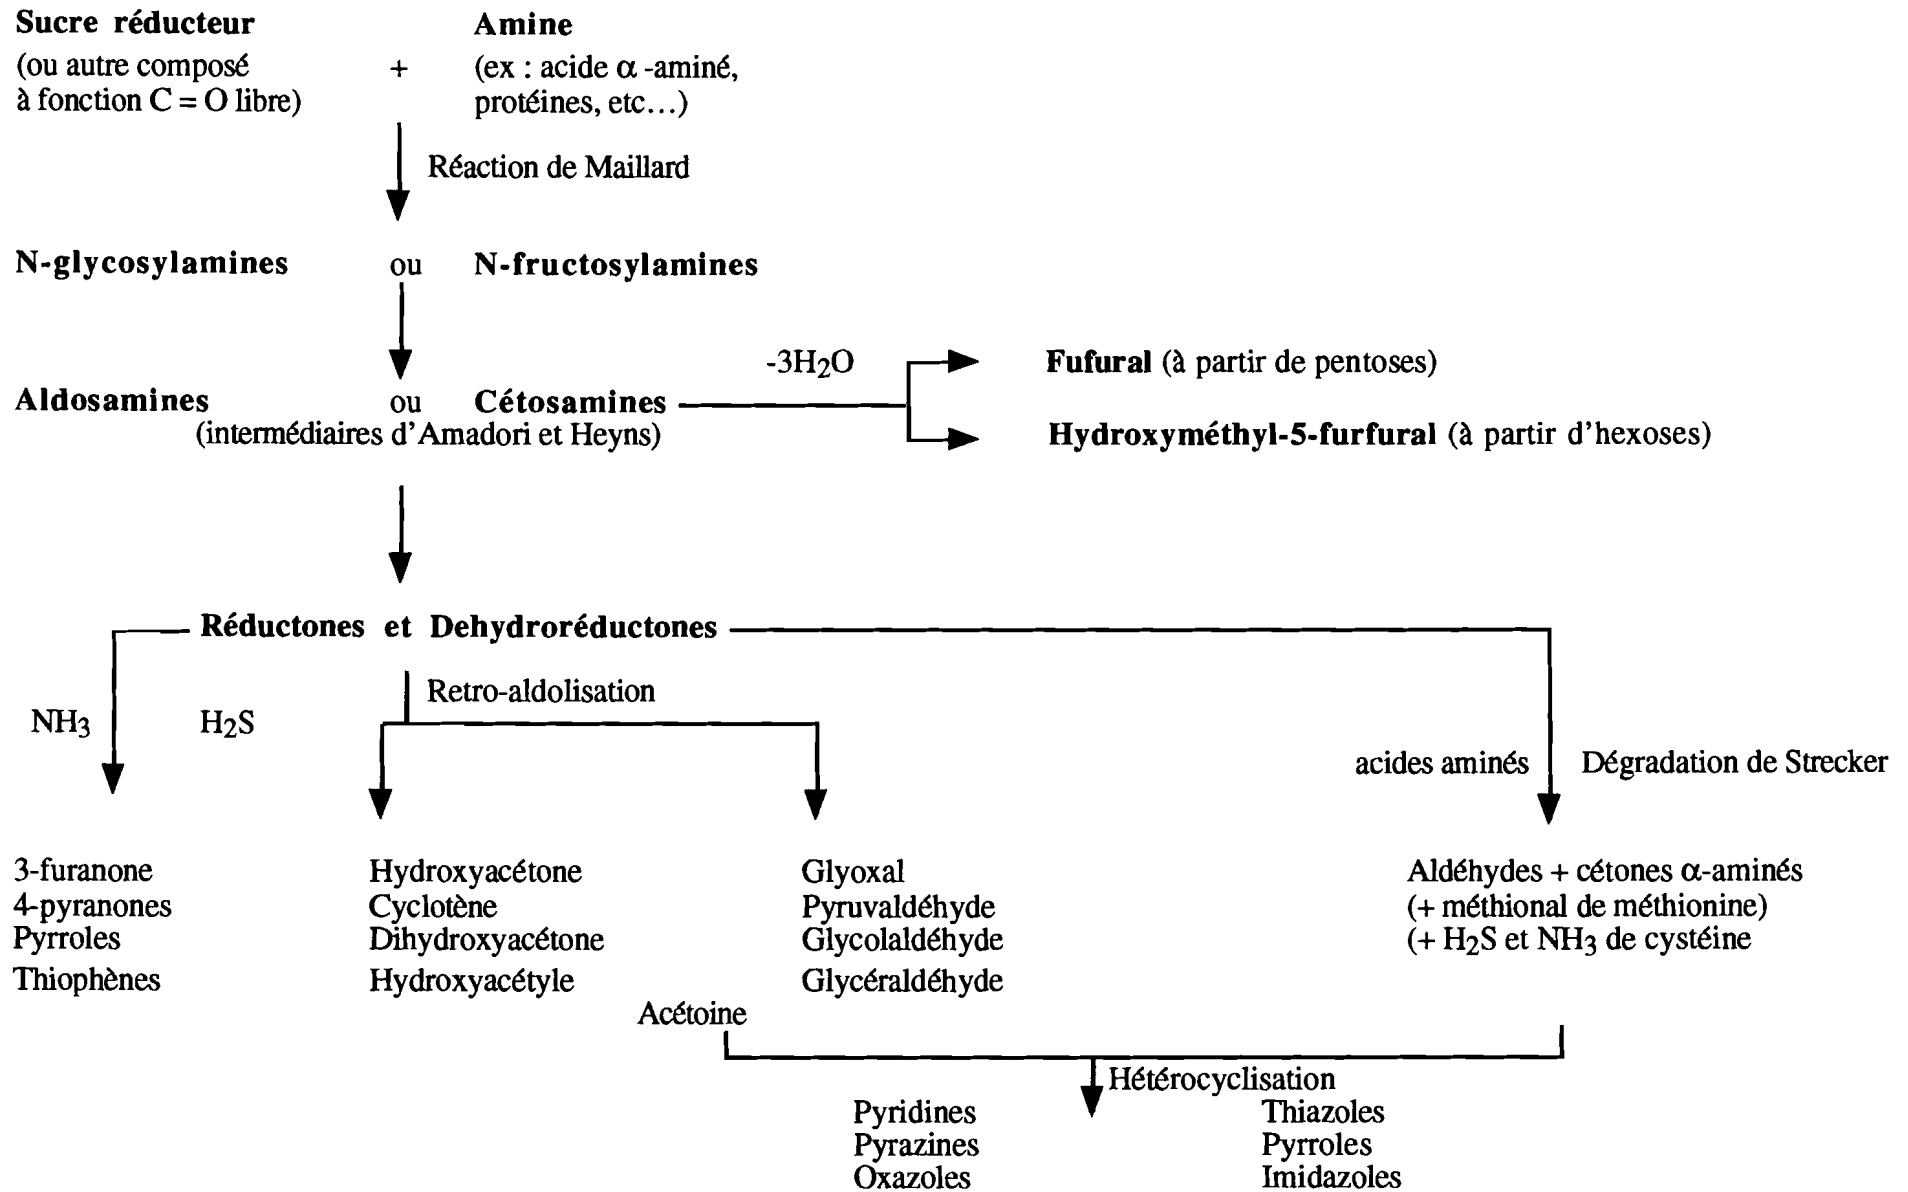 Sucre réducteur Amine
(ou autre composé + (ex : acide α -aminé,
à fonction C = O libre) protéines, etc...)
Réaction de Maillard
N-glycosylamines ou N-fructosylamines
-3H2O Fufural (à partir de pentoses)
Aldosamines ou Cétosamines
(intermédiaires d'Amadori et Heyns) Hydroxyméthyl-5-furfural (à partir d'hexoses)
Réductones et Dehydroréductones
Retro-aldolisation
NH3 H2S
acides aminés Dégradation de Strecker
3-furanone Hydroxyacétone Glyoxal Aldéhydes + cétones α-aminés
4-pyranones Cyclotène Pyruvaldéhyde (+ méthional de méthionine)
Pyrroles Dihydroxyacétone Glycolaldéhyde (+ H2S et NH3 de cystéine
Thiophènes Hydroxyacétyle Glycéraldéhyde
Acétoine
Hétérocyclisation
Pyridines Thiazoles
Pyrazines Pyrroles
Oxazoles Imidazoles